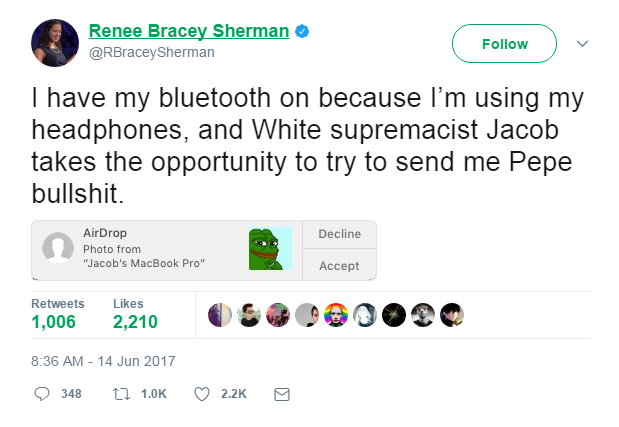 Renee Bracey Sherman
@RBraceySherman
Follow
I have my bluetooth on because I’m using my
headphones, and White supremacist Jacob
takes the opportunity to try to send me Pepe
bullshit.
AirDrop
Photo from
“Jacob’s MacBook Pro”
Decline
Accept
Retweets Likes
1,006 2,210
8:36 AM - 14 Jun 2017
348 1.0K 2.2K